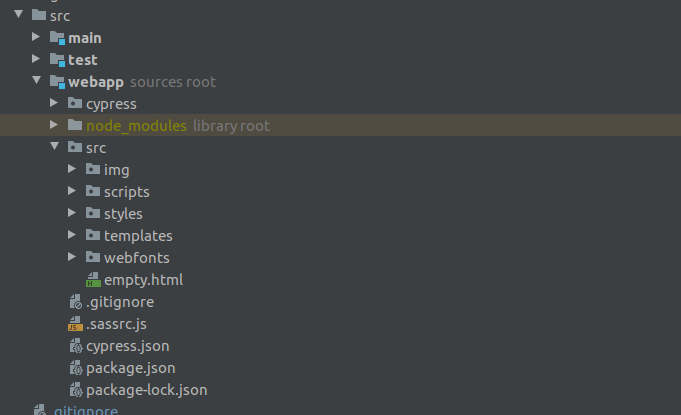 src
main
test
webapp sources root
cypress
node_modules library root
src
img
scripts
styles
templates
webfonts
empty.html
.gitignore
.sassrc.js
cypress.json
package.json
package-lock.json
.gitignore